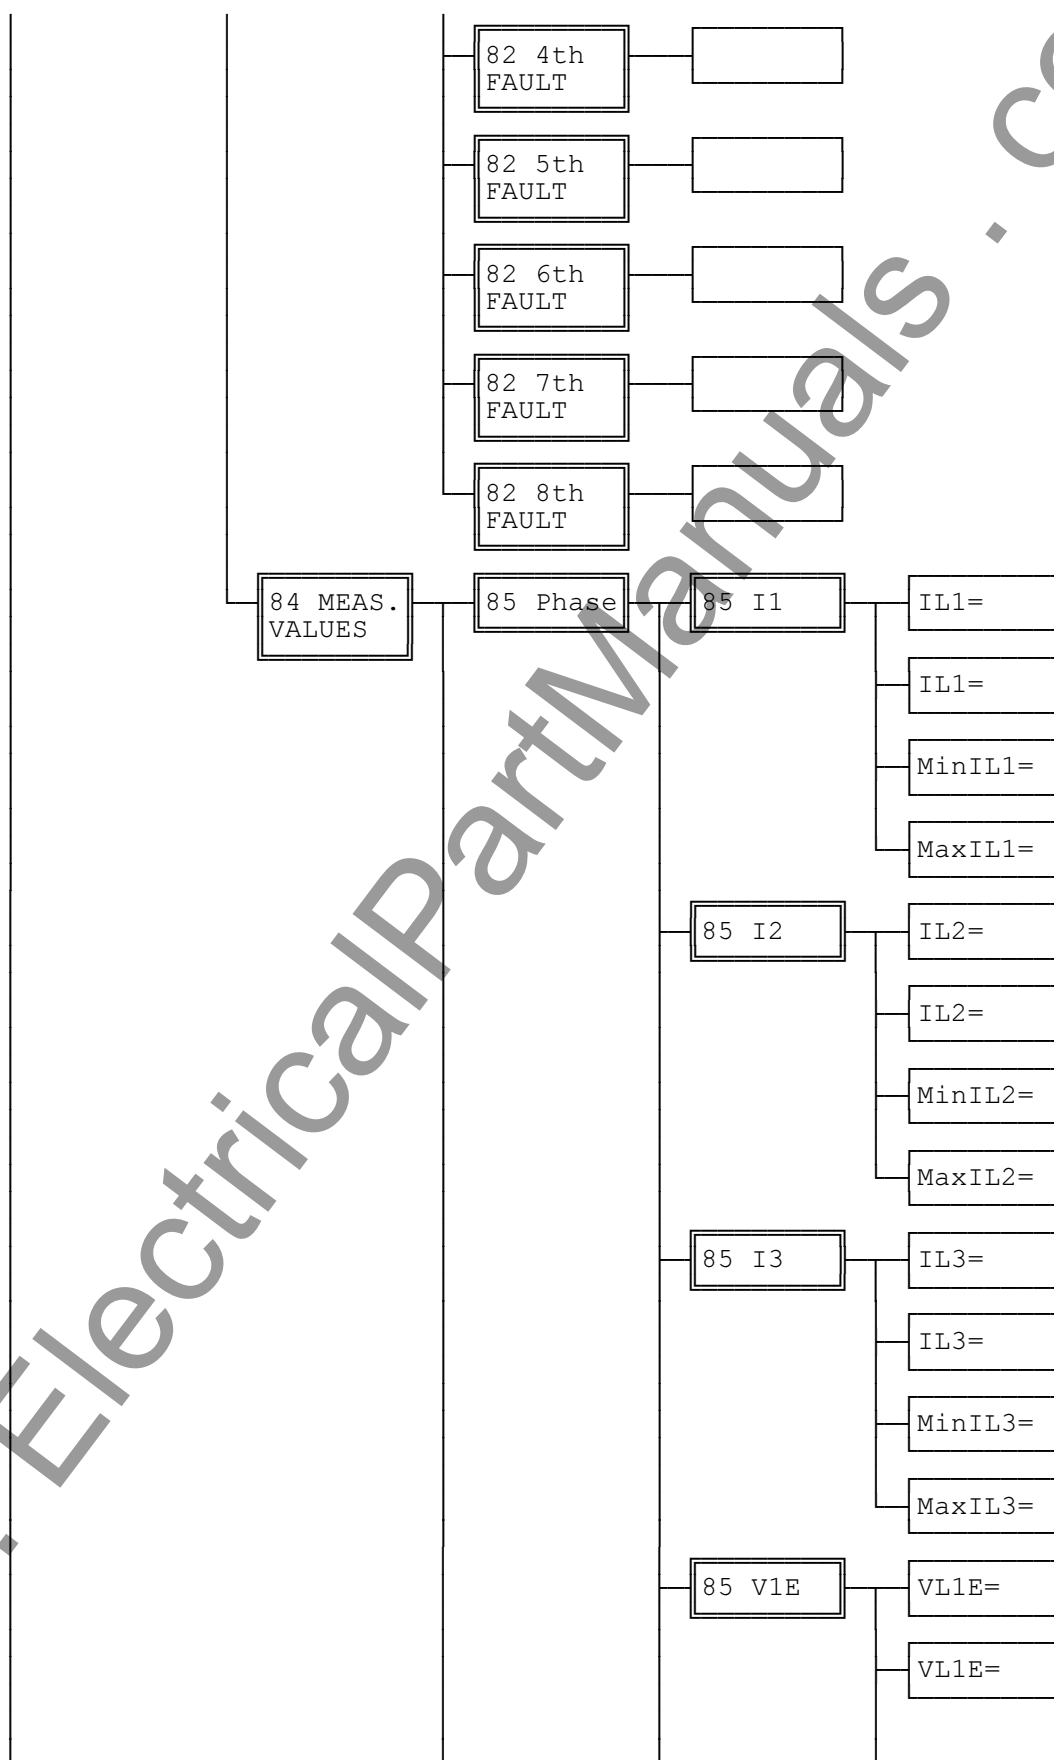 82 4th
FAULT
82 5th
FAULT
82 6th
FAULT
82 7th
FAULT
82 8th
FAULT
84 MEAS.
VALUES
85 Phase
85 I1
IL1=
IL1=
MinIL1=
MaxIL1=
85 I2
IL2=
IL2=
MinIL2=
MaxIL2=
85 I3
IL3=
IL3=
MinIL3=
MaxIL3=
85 V1E
VL1E=
VL1E=
. ElectricalPartManuals . c